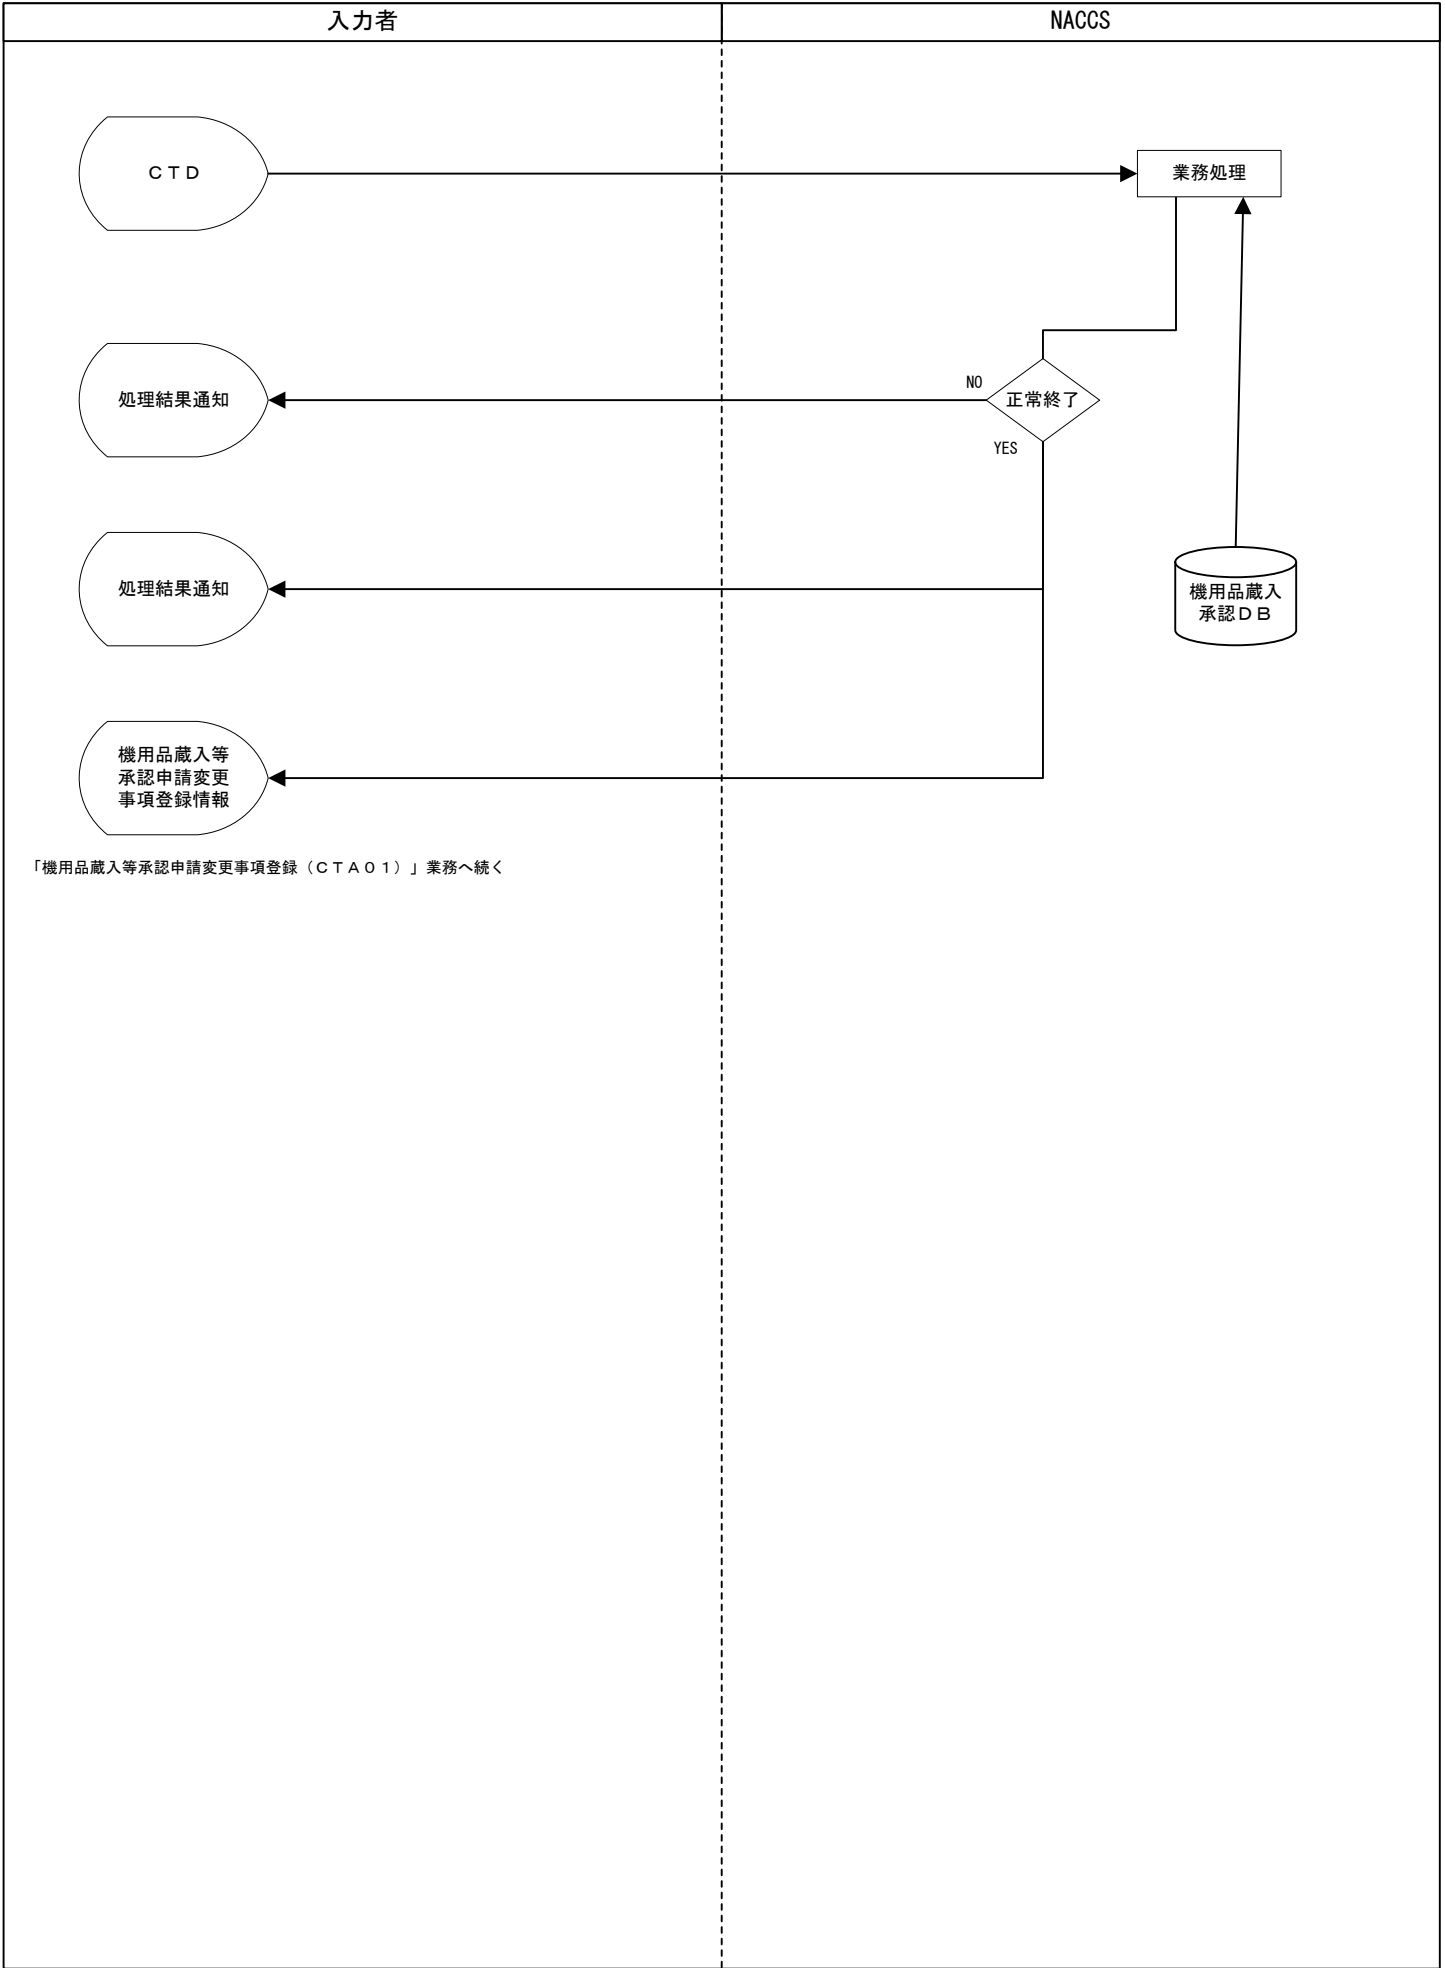 入力者
NACCS
ＣＴＤ
業務処理
処理結果通知
NO
正常終了
YES
処理結果通知
機用品蔵入
承認ＤＢ
機用品蔵入等
承認申請変更
事項登録情報
「機用品蔵入等承認申請変更事項登録（ＣＴＡ０１）」業務へ続く